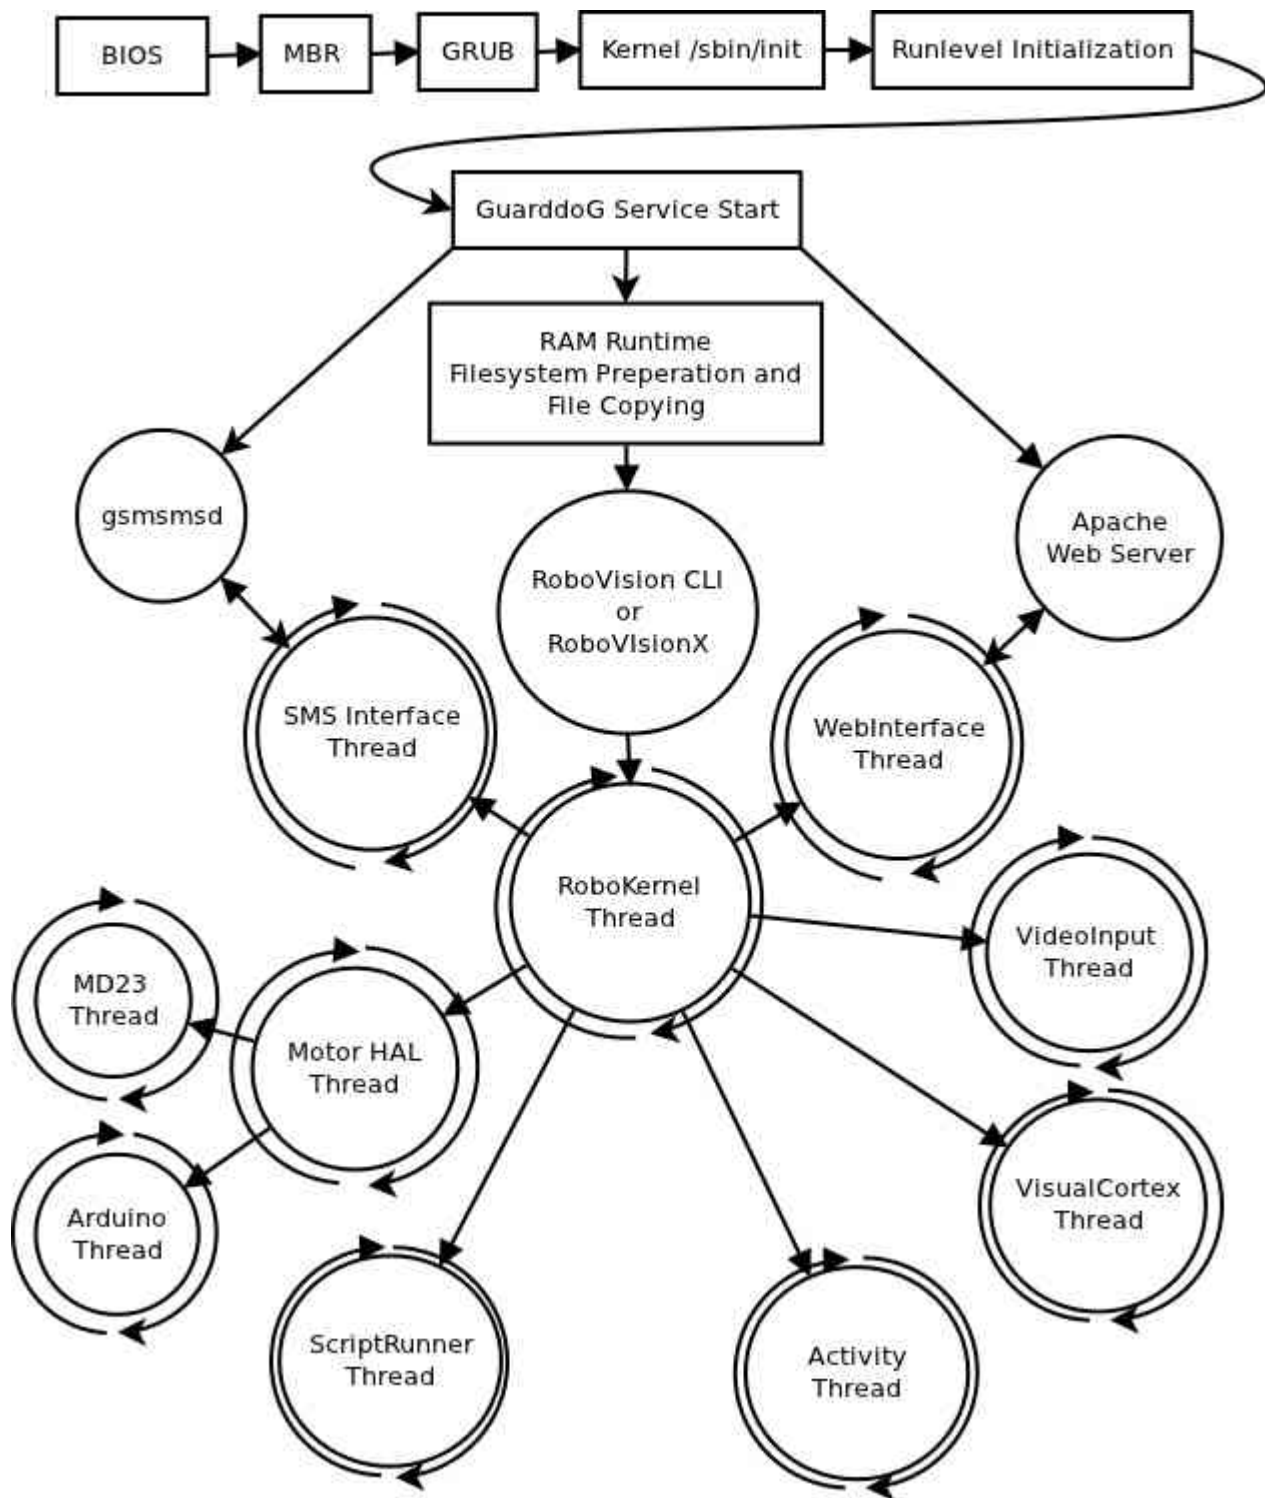 BIOS
MBR
GRUB
Kernel /sbin/init
Runlevel Initialization
GuarddoG Service Start
RAM Runtime
Filesystem Preperation and
File Copying
gsmsmsd
Apache
Web Server
RoboVision CLI
or
RoboVIsionX
SMS Interface
Thread
WebInterface
Thread
RoboKernel
Thread
VideoInput
Thread
MD23
Thread
Motor HAL
Thread
VisualCortex
Thread
Arduino
Thread
ScriptRunner
Thread
Activity
Thread